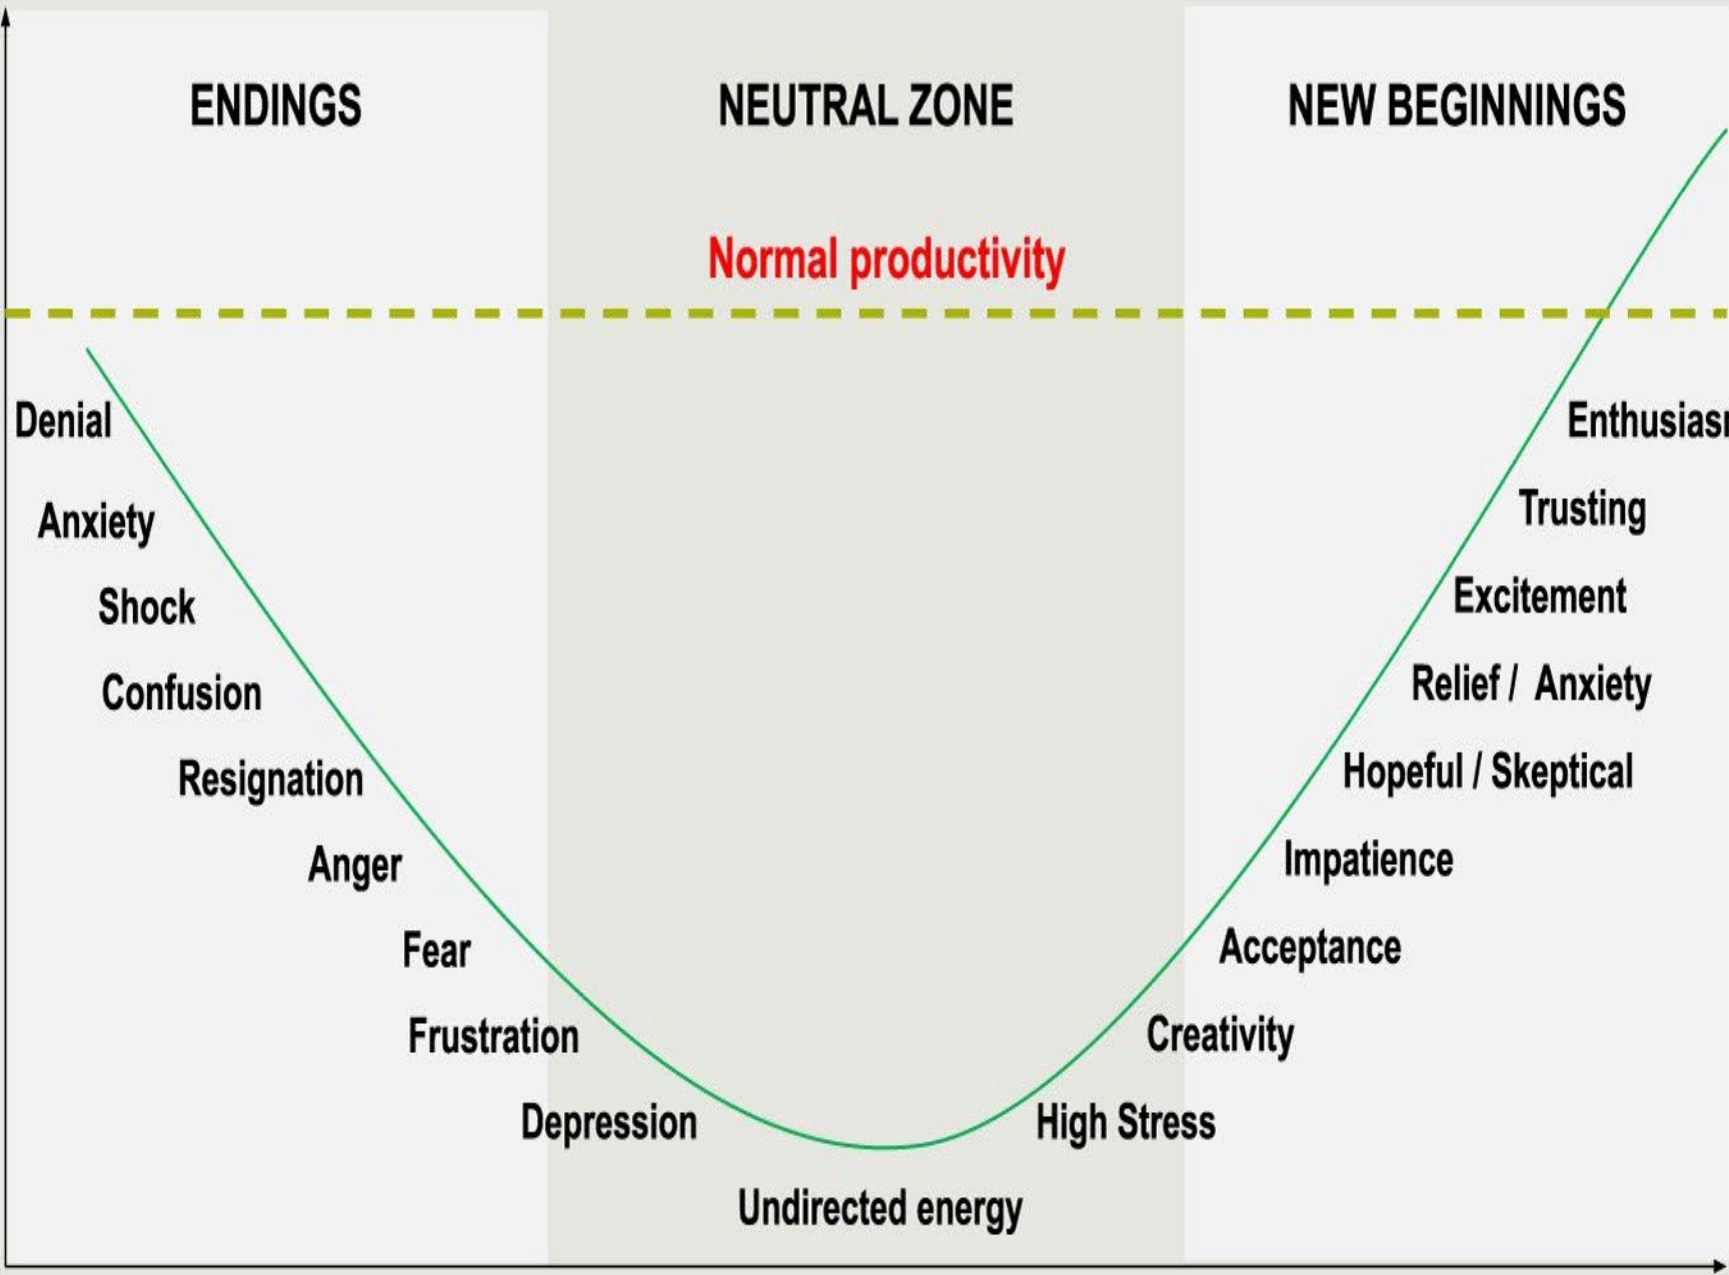 ENDINGS
NEUTRAL ZONE
NEW BEGINNINGS
Normal productivity
Denial
Anxiety
Shock
Confusion
Resignation
Anger
Fear
Frustration
Depression
Undirected energy
High Stress
Creativity
Acceptance
Impatience
Hopeful / Skeptical
Relief / Anxiety
Excitement
Trusting
Enthusias